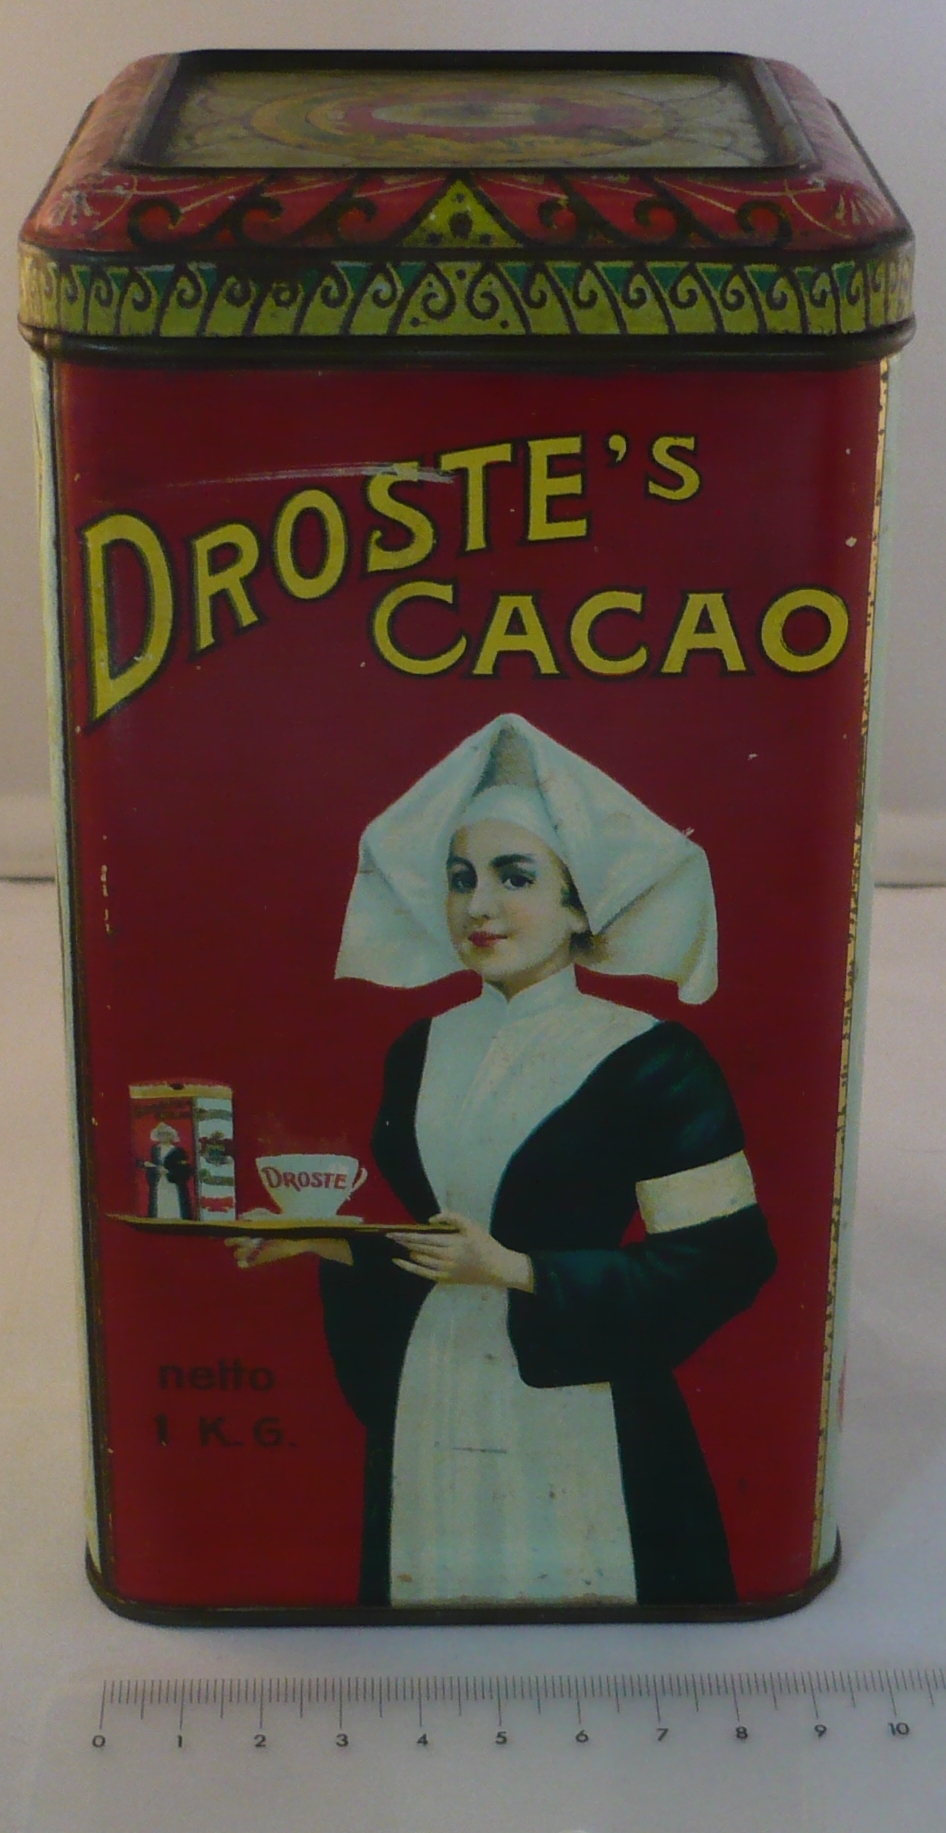 DROSTE'S
CACAO
DROSTE
netto
1 K.G.
0 1 2 3 4 5 6 7 8 9 10